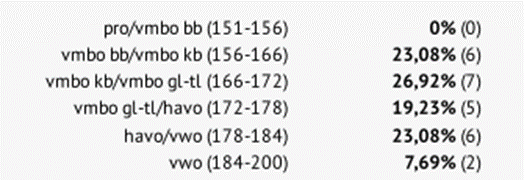 pro/vmbo bb (151-156) 0% (0)
vmbo bb/vmbo kb (156-166) 23,08% (6)
vmbo kb/vmbo gl-tl (166-172) 26,92% (7)
vmbo gl-tl/havo (172-178) 19,23% (5)
havo/vwo (178-184) 23,08% (6)
vwo (184-200) 7,69% (2)